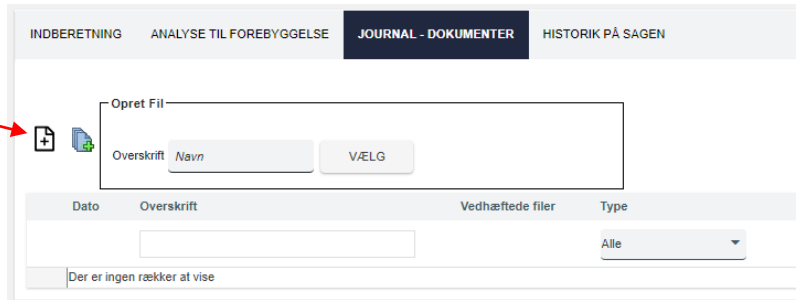 INDBERETNING ANALYSE TIL FOREBYGGELSE JOURNAL - DOKUMENTER HISTORIK PÅ SAGEN
Opret Fil
Overskrift Navn VÆLG
Dato Overskrift Vedhæftede filer Type
Alle
Der er ingen rækker at vise